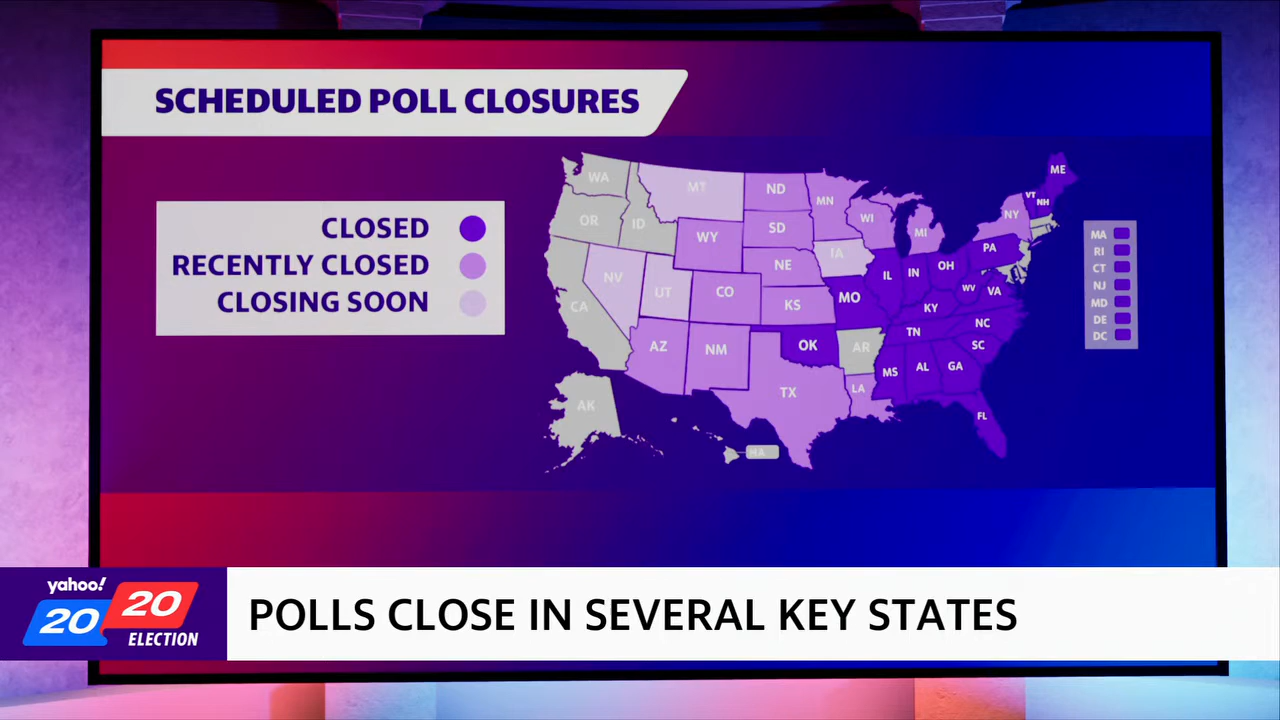 SCHEDULED POLL CLOSURES
CLOSED
RECENTLY CLOSED
CLOSING SOON
WA
OR
CA
NV
ID
MT
WY
UT
CO
AZ
NM
ND
SD
NE
KS
OK
TX
MN
IA
MO
AR
LA
WI
IL
MI
IN
OH
KY
TN
MS
AL
GA
FL
SC
NC
VA
WV
PA
NY
VT
NH
ME
AK
HA
MA
RI
CT
NJ
MD
DE
DC
yahoo!
20 20
ELECTION
POLLS CLOSE IN SEVERAL KEY STATES